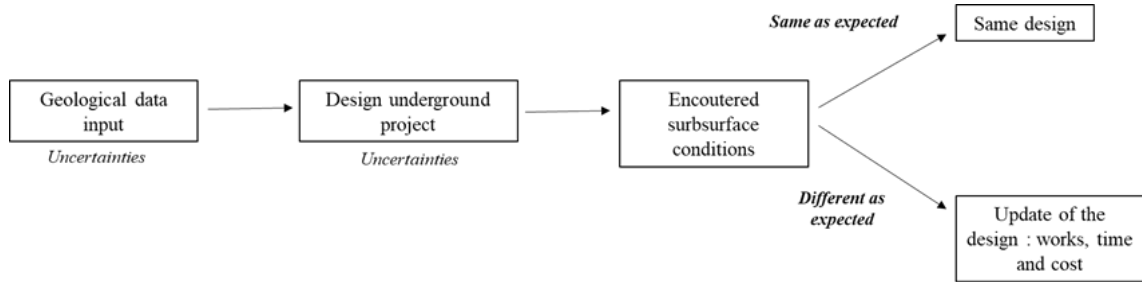 Geological data
input
Uncertainties
Design underground
project
Uncertainties
Encoutered
surbsurface
conditions
Same as expected
Same design
Different as
expected
Update of the
design : works, time
and cost